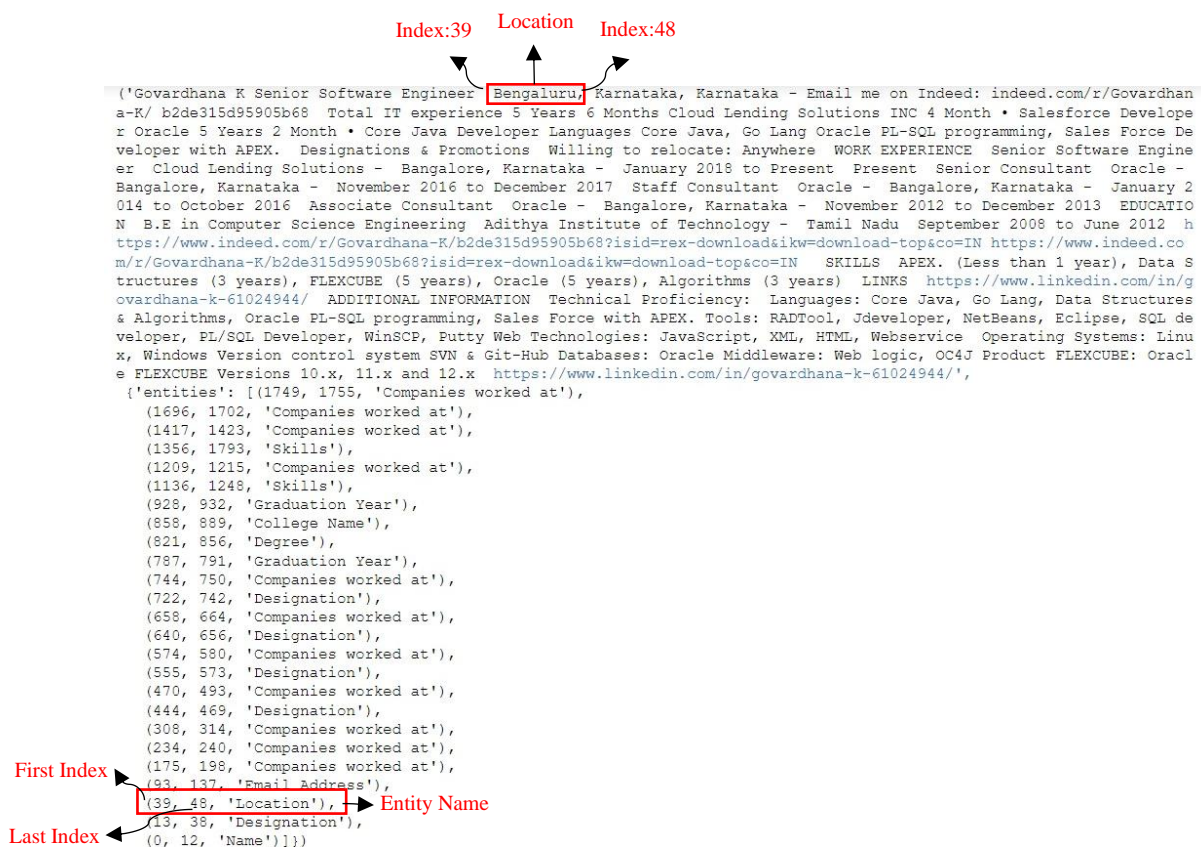 Index:39 Location Index:48
('Govardhana K Senior Software Engineer  Bengaluru, Karnataka, Karnataka - Email me on Indeed: indeed.com/r/Govardhan
a-K/ b2de315d95905b68  Total IT experience 5 Years 6 Months Cloud Lending Solutions INC 4 Month • Salesforce Develope
r Oracle 5 Years 2 Month • Core Java Developer Languages Core Java, Go Lang Oracle PL-SQL programming, Sales Force De
veloper with APEX.  Designations & Promotions  Willing to relocate: Anywhere  WORK EXPERIENCE  Senior Software Engine
er  Cloud Lending Solutions -  Bangalore, Karnataka -  January 2018 to Present  Present  Senior Consultant  Oracle -
Bangalore, Karnataka -  November 2016 to December 2017  Staff Consultant  Oracle -  Bangalore, Karnataka -  January 2
014 to October 2016  Associate Consultant  Oracle -  Bangalore, Karnataka -  November 2012 to December 2013  EDUCATIO
N  B.E in Computer Science Engineering  Adithya Institute of Technology -  Tamil Nadu  September 2008 to June 2012  h
ttps://www.indeed.com/r/Govardhana-K/b2de315d95905b68?isid=rex-download&ikw=download-top&co=IN https://www.indeed.co
m/r/Govardhana-K/b2de315d95905b68?isid=rex-download&ikw=download-top&co=IN  SKILLS  APEX. (Less than 1 year), Data S
tructures (3 years), FLEXCUBE (5 years), Oracle (5 years), Algorithms (3 years)  LINKS  https://www.linkedin.com/in/g
ovardhana-k-61024944/  ADDITIONAL INFORMATION  Technical Proficiency:  Languages: Core Java, Go Lang, Data Structures
& Algorithms, Oracle PL-SQL programming, Sales Force with APEX. Tools: RADTool, Jdeveloper, NetBeans, Eclipse, SQL de
veloper, PL/SQL Developer, WinSCP, Putty Web Technologies: JavaScript, XML, HTML, Webservice  Operating Systems: Linu
x, Windows Version control system SVN & Git-Hub Databases: Oracle Middleware: Web logic, OC4J Product FLEXCUBE: Oracl
e FLEXCUBE Versions 10.x, 11.x and 12.x  https://www.linkedin.com/in/govardhana-k-61024944/',
{'entities': [(1749, 1755, 'Companies worked at'),
(1696, 1702, 'Companies worked at'),
(1417, 1423, 'Companies worked at'),
(1356, 1793, 'Skills'),
(1209, 1215, 'Companies worked at'),
(1136, 1248, 'Skills'),
(928, 932, 'Graduation Year'),
(858, 889, 'College Name'),
(821, 856, 'Degree'),
(787, 791, 'Graduation Year'),
(744, 750, 'Companies worked at'),
(722, 742, 'Designation'),
(658, 664, 'Companies worked at'),
(640, 656, 'Designation'),
(574, 580, 'Companies worked at'),
(555, 573, 'Designation'),
(470, 493, 'Companies worked at'),
(444, 469, 'Designation'),
(308, 314, 'Companies worked at'),
(234, 240, 'Companies worked at'),
(175, 198, 'Companies worked at'),
First Index
(93, 137, 'Email Address'),
(39, 48, 'Location'), Entity Name
(13, 38, 'Designation'),
Last Index
(0, 12, 'Name')]})